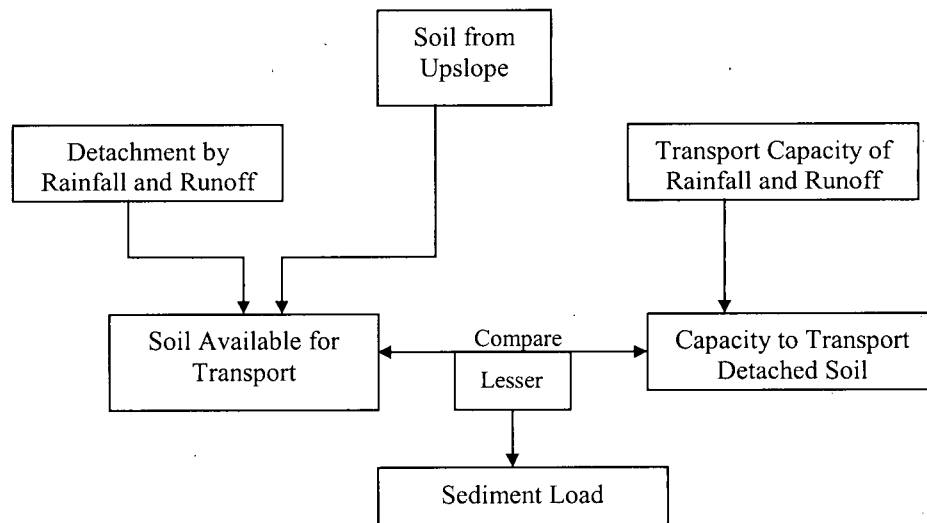 Soil from
Upslope
Detachment by
Rainfall and Runoff
Transport Capacity of
Rainfall and Runoff
Soil Available for
Transport
Compare
Lesser
Capacity to Transport
Detached Soil
Sediment Load